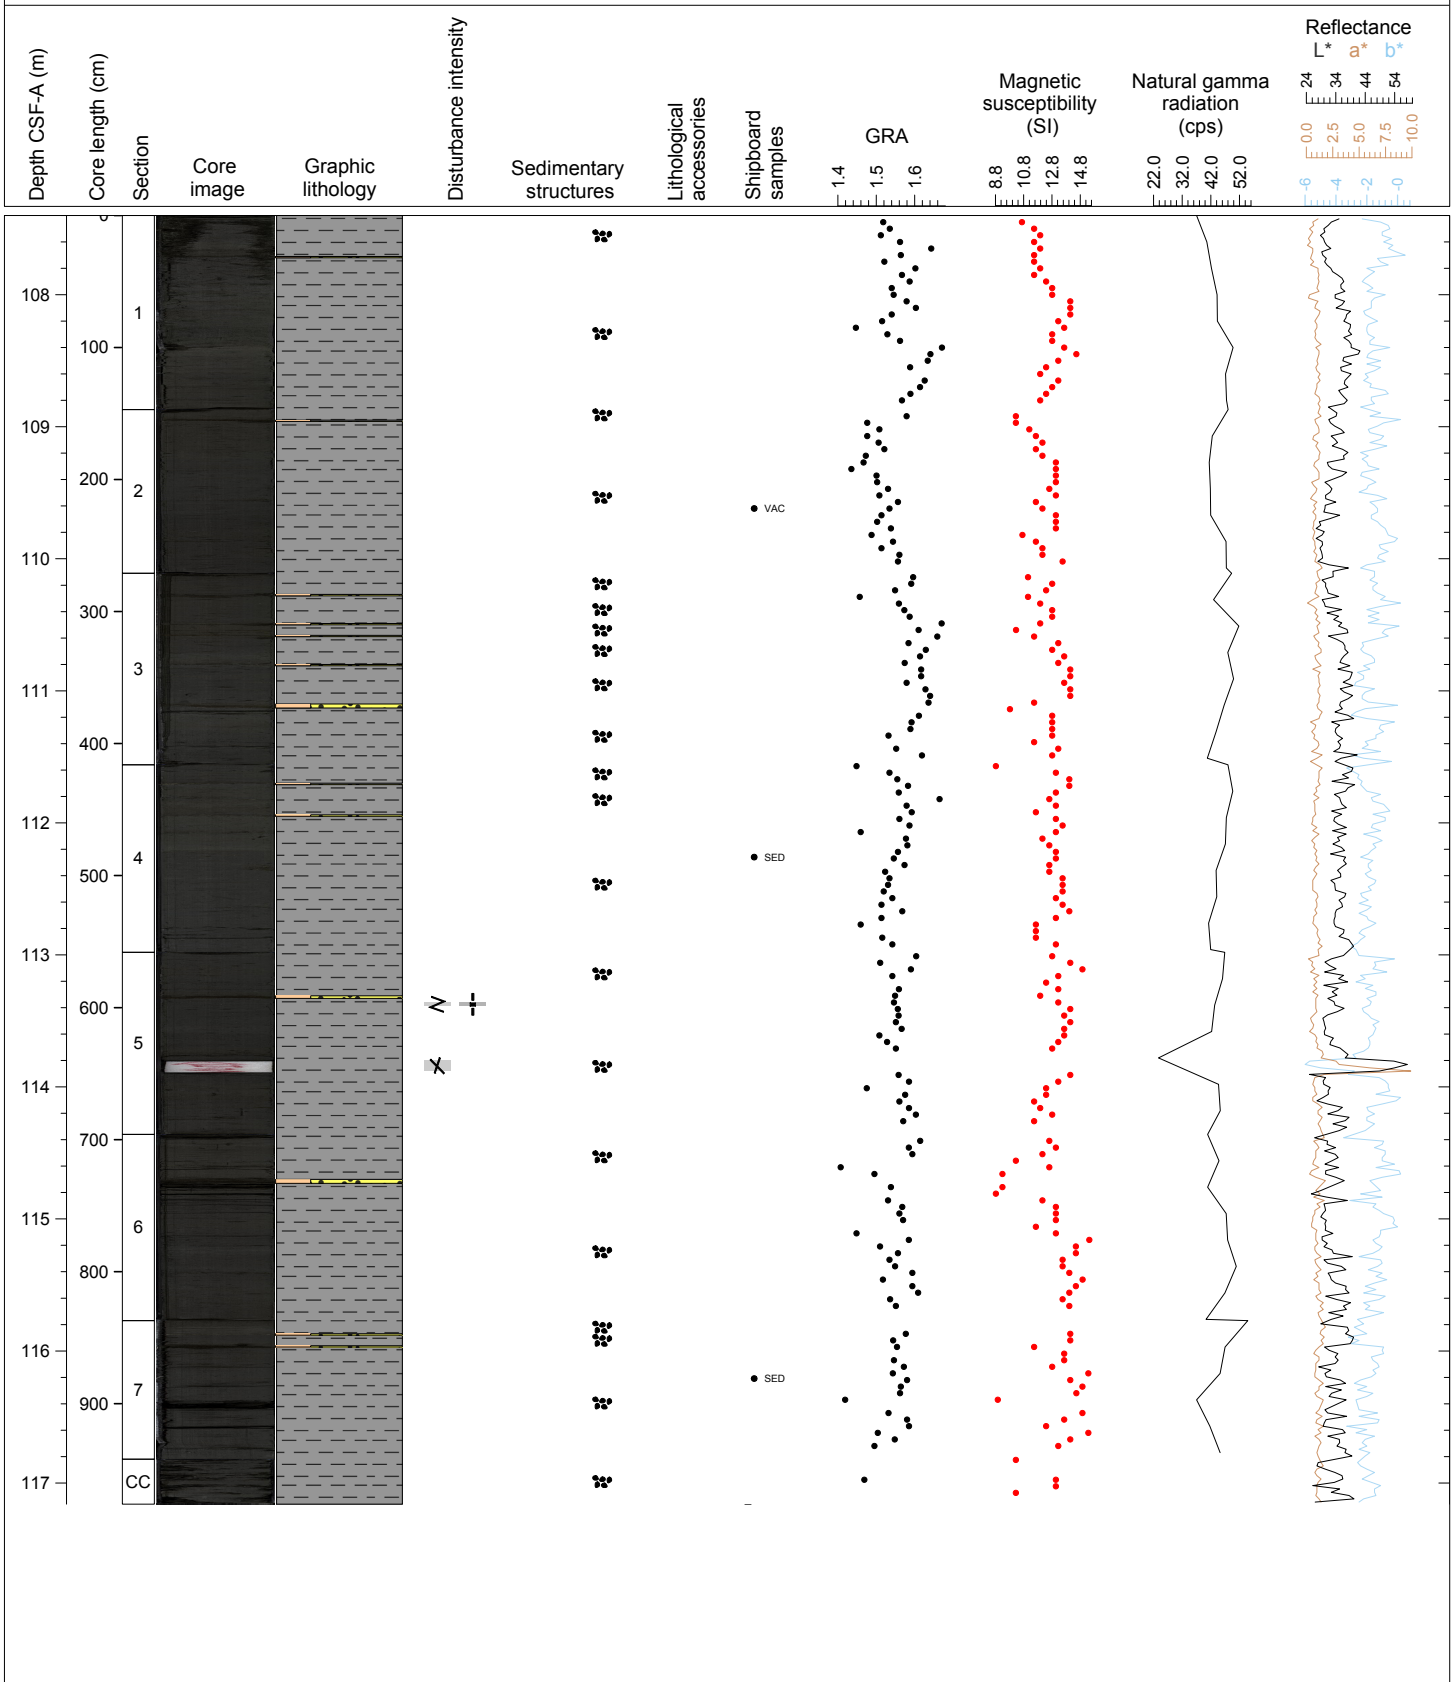 Reflectance
L* a* b*
Depth CSF-A (m)
Core length (cm)
Section
Core
image
Graphic
lithology
Disturbance intensity
Sedimentary
structures
Lithological
accessories
Shipboard
samples
GRA
Magnetic
susceptibility
(SI)
Natural gamma
radiation
(cps)
1.4 1.5 1.6
8.8 10.8 12.8 14.8
22.0 32.0 42.0 52.0
24 34 44 54
0.0 2.5 5.0 7.5 10.0
-6 -4 -2 -0
0
108
1
100
109
200
2
VAC
110
300
3
111
400
112
4
SED
500
113
600
5
114
700
115
6
800
116
7
SED
900
117
CC